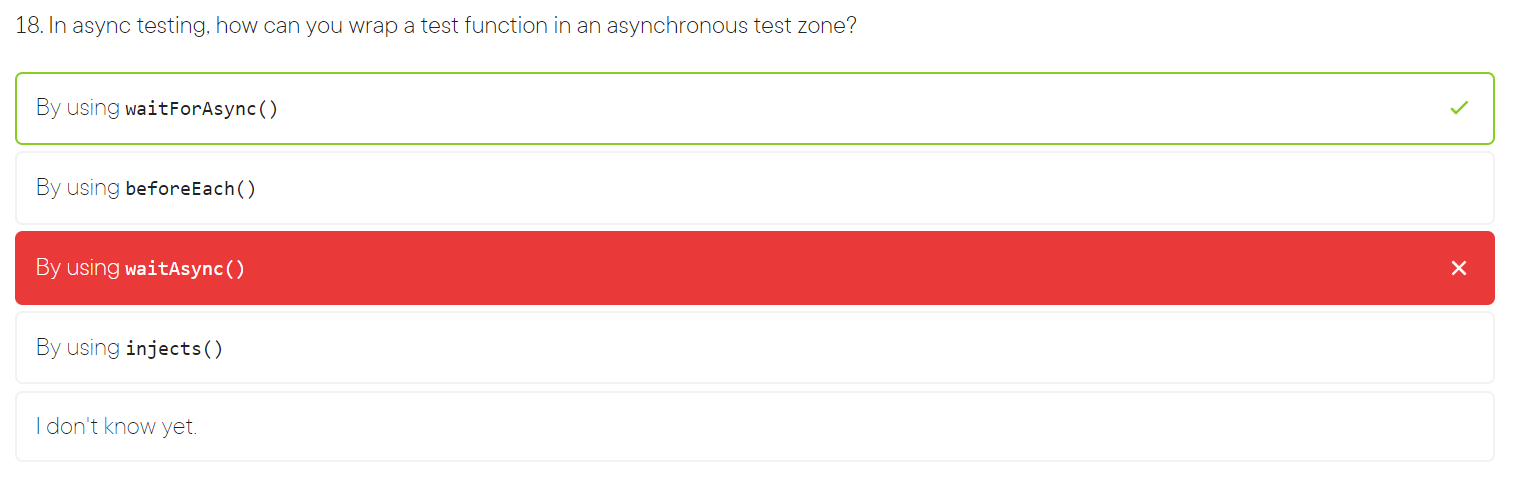 18. In async testing, how can you wrap a test function in an asynchronous test zone?
By using waitForAsync()
By using beforeEach()
By using waitAsync()
By using injects()
I don't know yet.